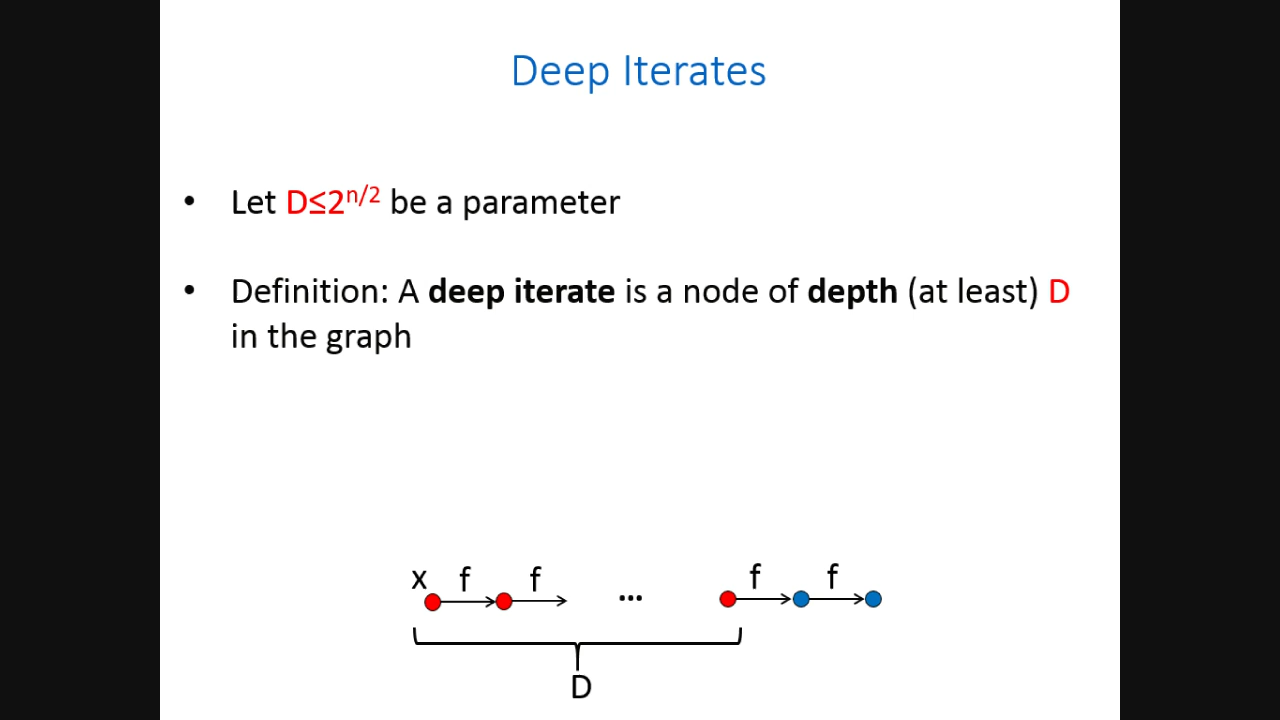 Deep Iterates
• Let D≤2^{n/2} be a parameter
• Definition: A deep iterate is a node of depth (at least) D
in the graph
x f f ... f f
D